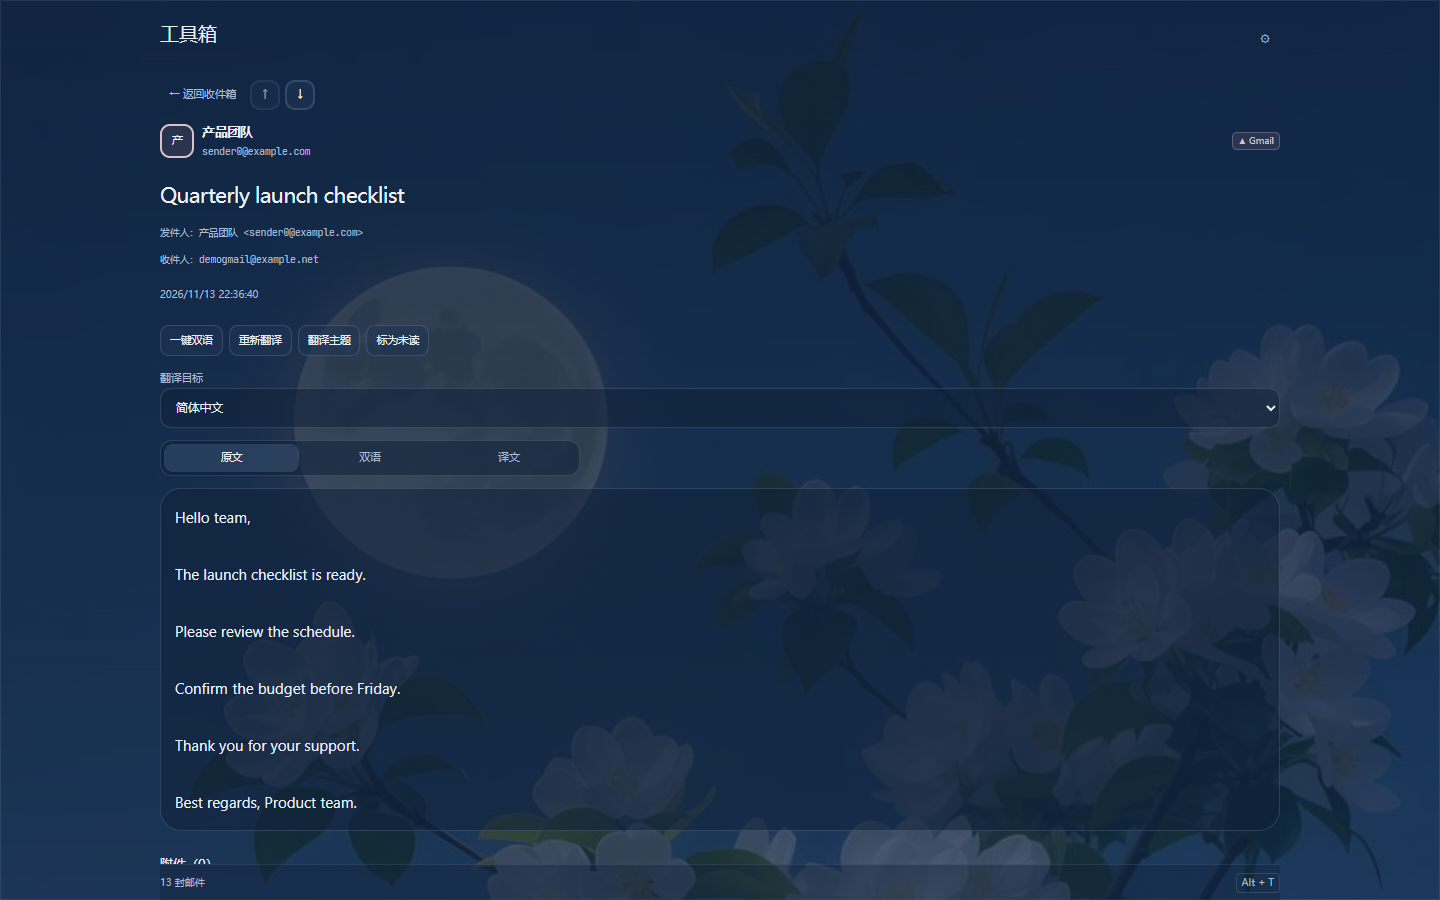 工具箱
← 返回收件箱 ↑ ↓
产 产品团队
sender0@example.com
▲ Gmail
Quarterly launch checklist
发件人: 产品团队 <sender0@example.com>
收件人: demogmail@example.net
2026/11/13 22:36:40
一键双语 重新翻译 翻译主题 标为未读
翻译目标
简体中文
原文 双语 译文
Hello team,
The launch checklist is ready.
Please review the schedule.
Confirm the budget before Friday.
Thank you for your support.
Best regards, Product team.
附件 (0)
13 封邮件 Alt + T